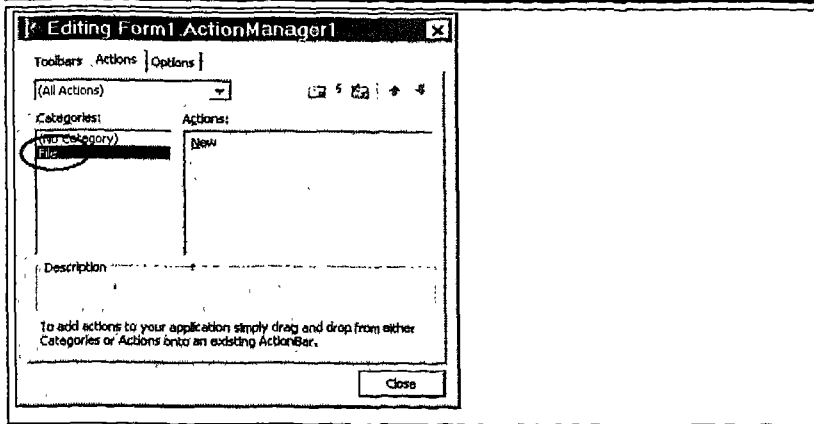 Editing Form1.ActionManager1
Toolbars Actions Options
(All Actions)
Categories: Actions:
(No Category) New
File
Description
To add actions to your application simply drag and drop from either
Categories or Actions onto an existing ActionBar.
Close